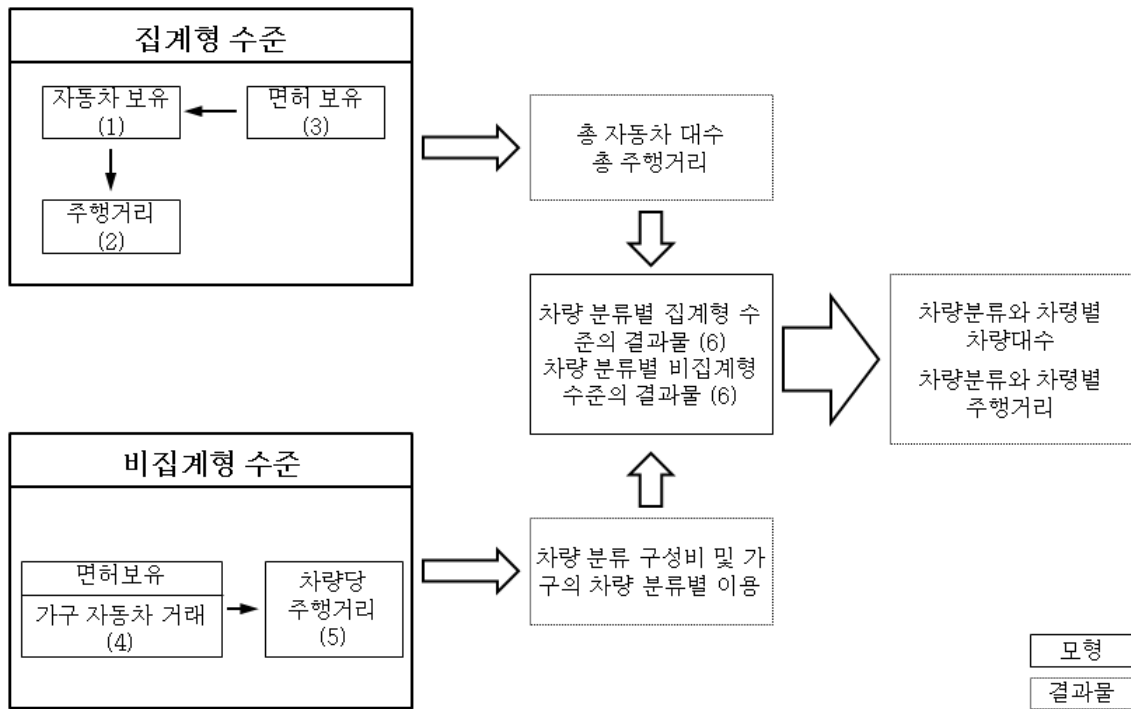 집계형 수준
자동차 보유
(1)
면허 보유
(3)
주행거리
(2)
총 자동차 대수
총 주행거리
차량 분류별 집계형 수
준의 결과물 (6)
차량 분류별 비집계형
수준의 결과물 (6)
차량분류와 차령별
차량대수
차량분류와 차령별
주행거리
비집계형 수준
면허보유
가구 자동차 거래
(4)
차량당
주행거리
(5)
차량 분류 구성비 및 가
구의 차량 분류별 이용
모형
결과물